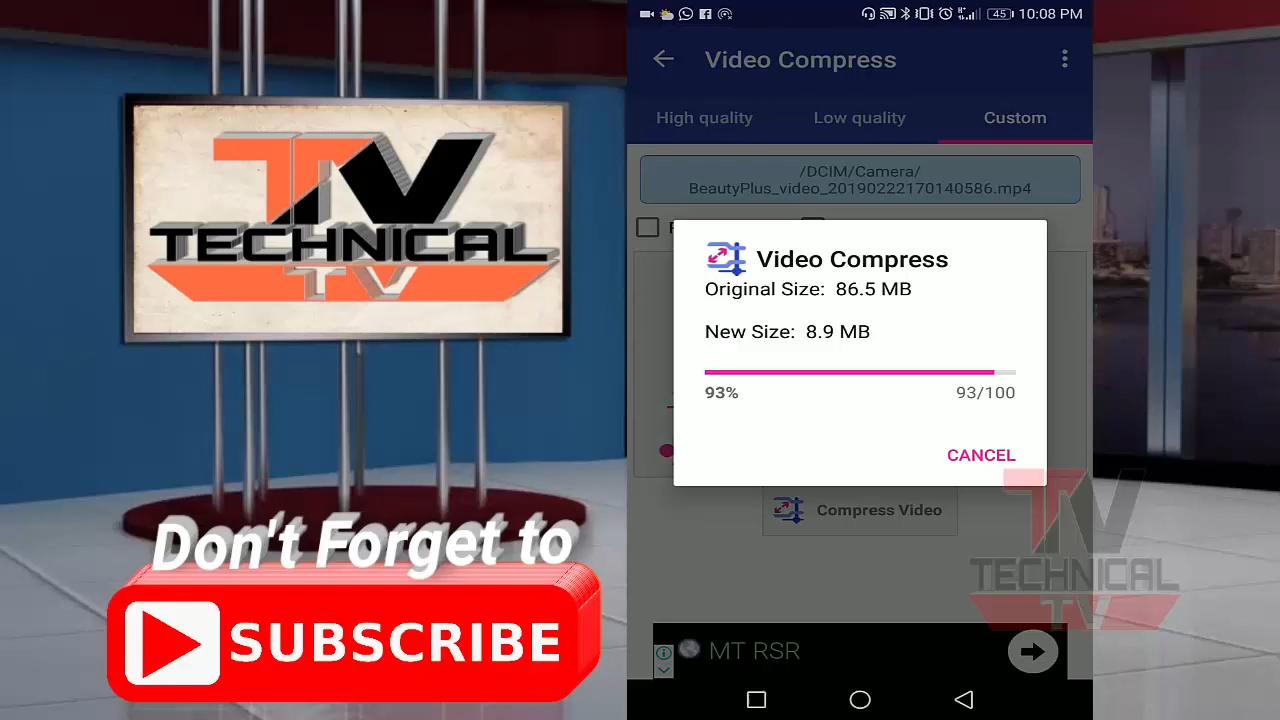 TV
TECHNICAL
TV
Don't Forget to
SUBSCRIBE
45 10:08 PM
Video Compress
High quality Low quality Custom
/DCIM/Camera/
BeautyPlus_video_20190222170140586.mp4
Video Compress
Original Size: 86.5 MB
New Size: 8.9 MB
93% 93/100
CANCEL
Compress Video
TV
TECHNICAL
TV
MT RSR